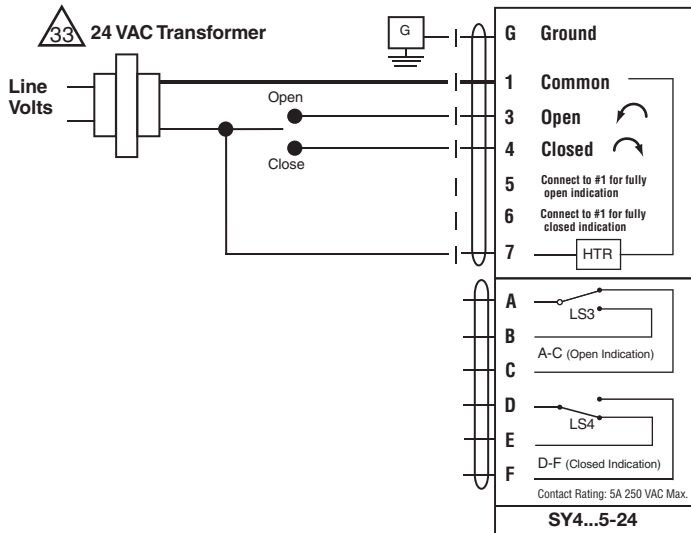 33 24 VAC Transformer
G
G Ground
Line
Volts
1 Common
Open
3 Open
4 Closed
Close
5 Connect to #1 for fully
open indication
6 Connect to #1 for fully
closed indication
7 HTR
A
LS3
B
A-C (Open Indication)
C
D
LS4
E
D-F (Closed Indication)
F
Contact Rating: 5A 250 VAC Max.
SY4...5-24